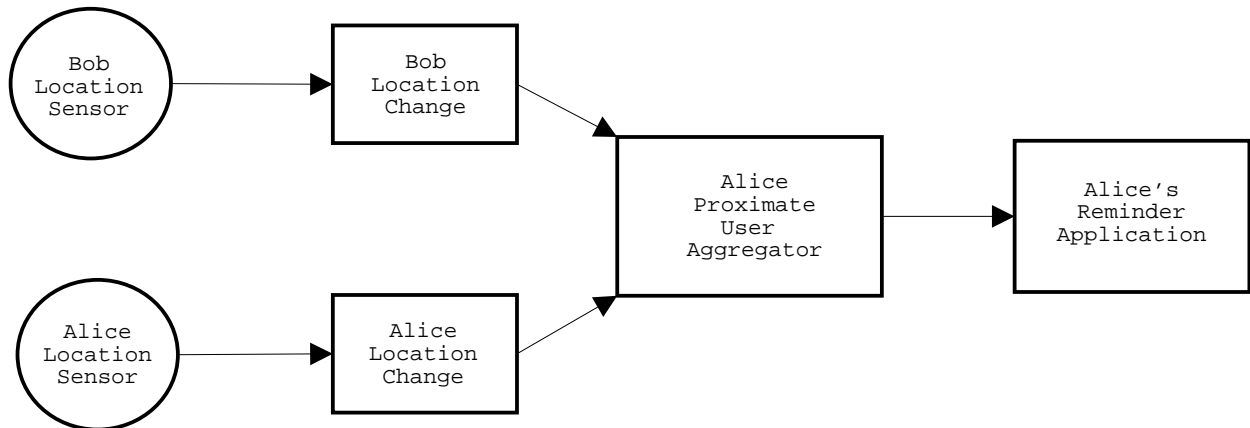 Bob
Location
Sensor
Bob
Location
Change
Alice
Proximate
User
Aggregator
Alice's
Reminder
Application
Alice
Location
Sensor
Alice
Location
Change